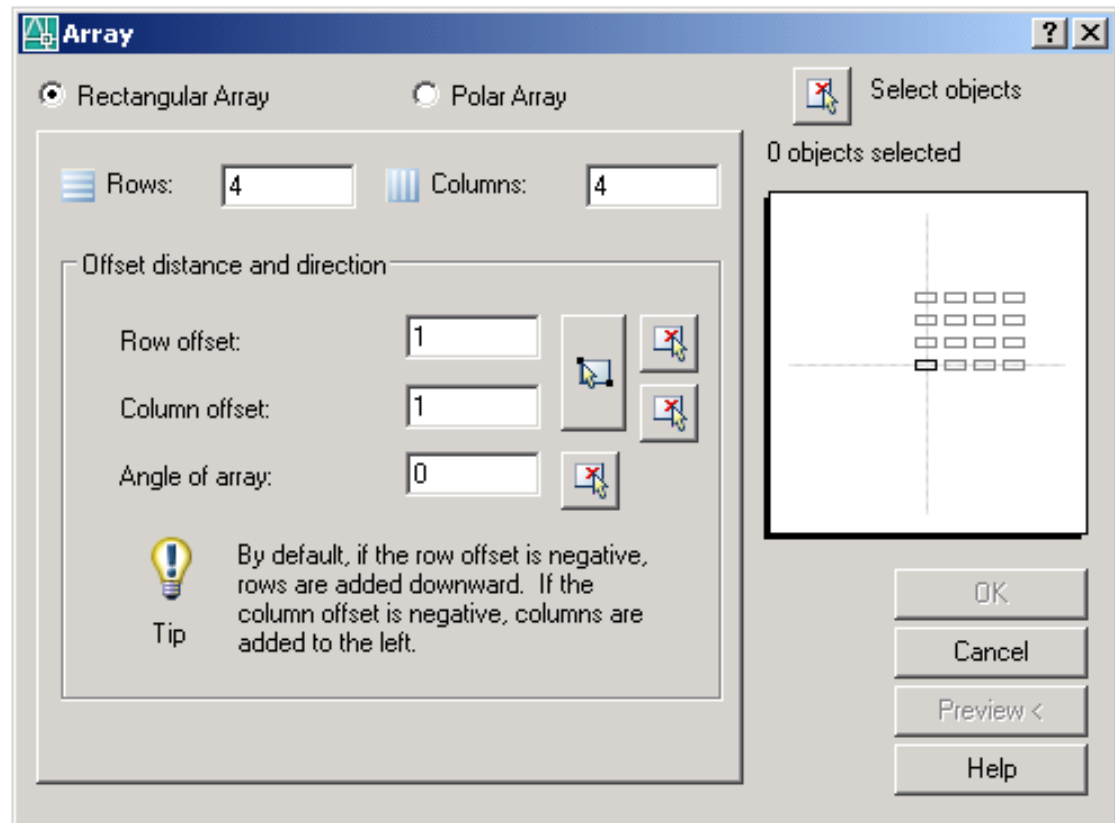 Array
Rectangular Array Polar Array Select objects
0 objects selected
Rows: 4 Columns: 4
Offset distance and direction
Row offset: 1
Column offset: 1
Angle of array: 0
By default, if the row offset is negative,
rows are added downward. If the
column offset is negative, columns are
added to the left.
Tip
OK
Cancel
Preview <
Help